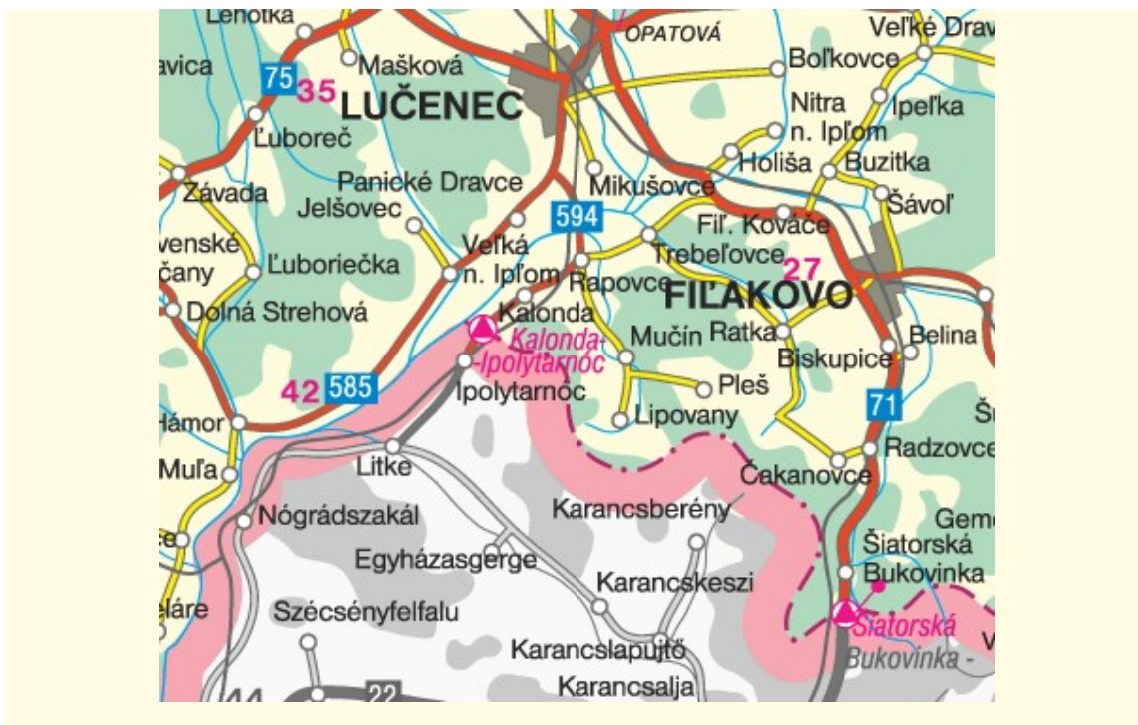 Lehôtka
OPATOVÁ
Veľké Drav
avica
75
35
Mašková
Boľkovce
LUČENEC
Nitra
n. Ipľom
Ipeľka
Ľuboreč
Holiša
Buzitka
Závada
Panické Dravce
Mikušovce
Šávoľ
Jelšovec
594
Fiľ. Kováče
venské
čany
Ľuboriečka
Veľká
n. Ipľom
Rapovce
Trebeľovce
27
FIĽAKOVO
Dolná Strehová
Kalonda
Kalonda-
-Ipolytarnóc
Mučín
Ratka
Belina
Biskupice
42
585
Ipolytarnóc
Pleš
71
Hámor
Lipovany
Radzovce
Muľa
Litke
Čakanovce
Nógrádszakál
Karancsberény
Gem
Egyházasgerge
Šiatorská
Bukovinka
Karancskeszi
eláre
Szécsényfelfalu
Šiatorská
Bukovinka -
Karancslapujtő
Karancsalja
22